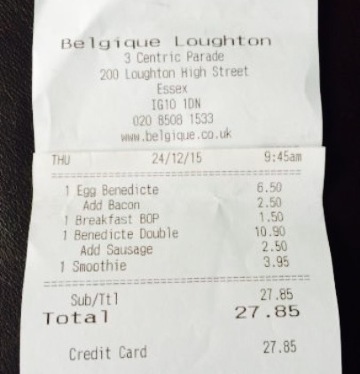 Belgique Loughton
3 Centric Parade
200 Loughton High Street
Essex
IG10 1DN
020 8508 1533
www.belgique.co.uk
THU 24/12/15 9:45am
1 Egg Benedicte 6.50
Add Bacon 2.50
1 Breakfast BOP 1.50
1 Benedicte Double 10.90
Add Sausage 2.50
1 Smoothie 3.95
Sub/Ttl 27.85
Total 27.85
Credit Card 27.85